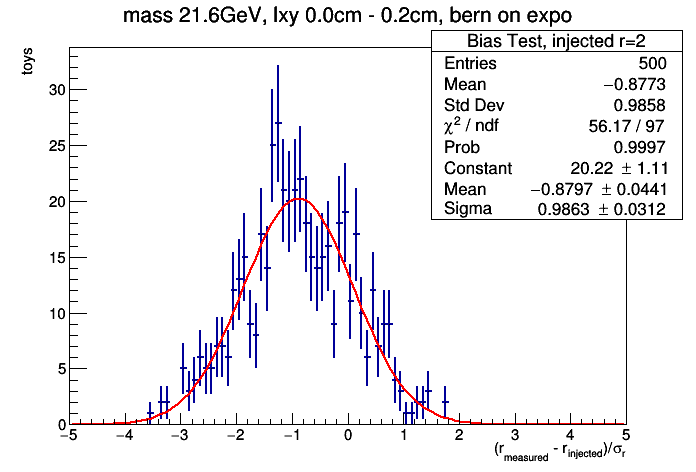 mass 21.6GeV, lxy 0.0cm - 0.2cm, bern on expo
Bias Test, injected r=2
Entries 500
Mean −0.8773
Std Dev 0.9858
χ² / ndf 56.17 / 97
Prob 0.9997
Constant 20.22 ± 1.11
Mean −0.8797 ± 0.0441
Sigma 0.9863 ± 0.0312
toys
30
25
20
15
10
5
0
−5 −4 −3 −2 −1 0 1 2 3 4 5
(r_measured - r_injected)/σ_r